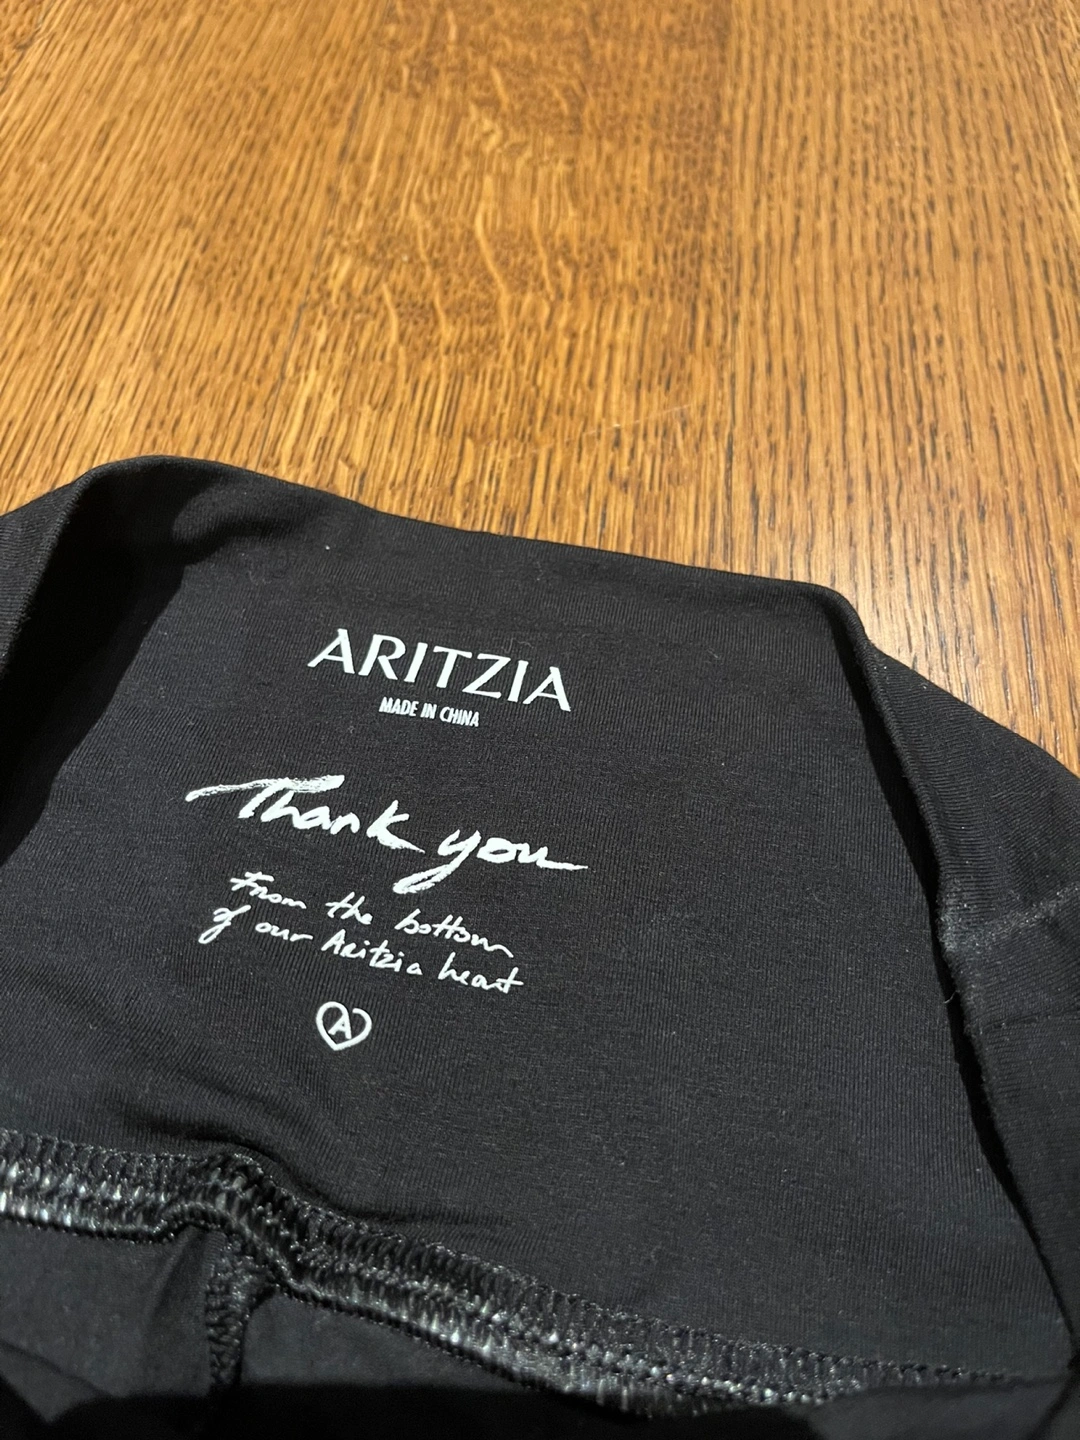 ARITZIA
MADE IN CHINA
Thank you
From the bottom
of our Aritzia heart
A